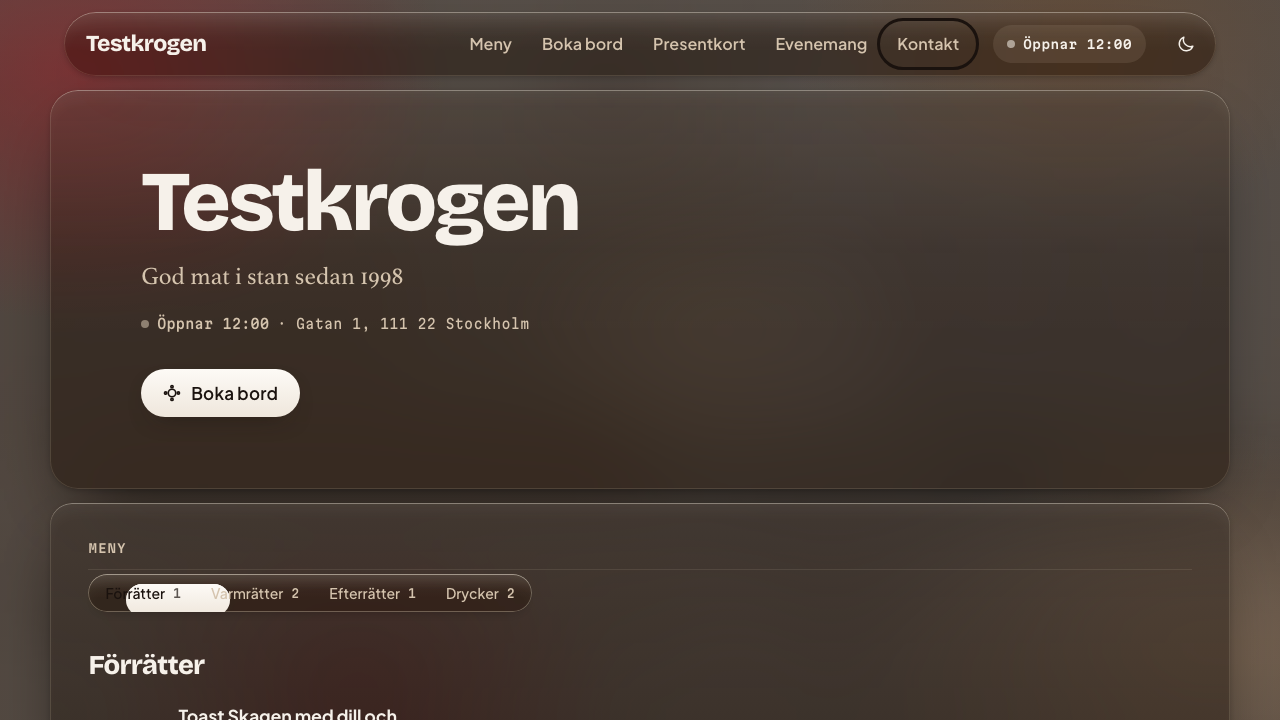 Testkrogen
Meny Boka bord Presentkort Evenemang Kontakt Öppnar 12:00
Testkrogen
God mat i stan sedan 1998
Öppnar 12:00 · Gatan 1, 111 22 Stockholm
Boka bord
MENY
Förrätter 1 Varmrätter 2 Efterrätter 1 Drycker 2
Förrätter
Toast Skagen med dill och